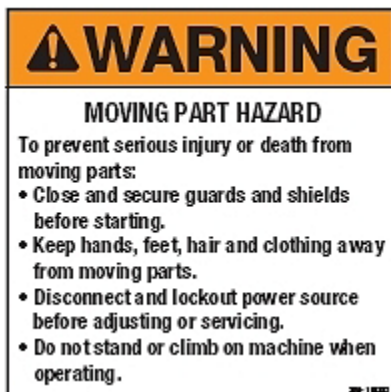 WARNING
MOVING PART HAZARD
To prevent serious injury or death from
moving parts:
• Close and secure guards and shields
before starting.
• Keep hands, feet, hair and clothing away
from moving parts.
• Disconnect and lockout power source
before adjusting or servicing.
• Do not stand or climb on machine when
operating.